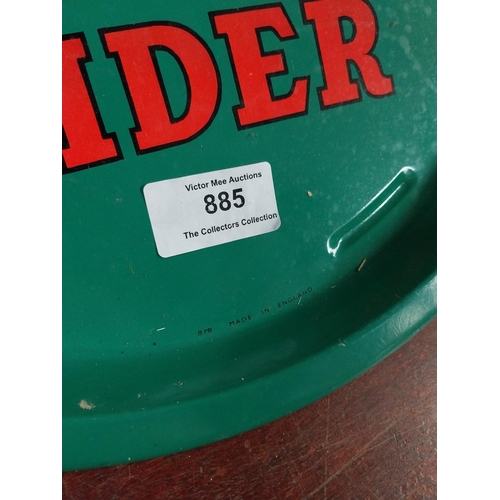 IDER
Victor Mee Auctions
885
The Collectors Collection
MADE IN ENGLAND